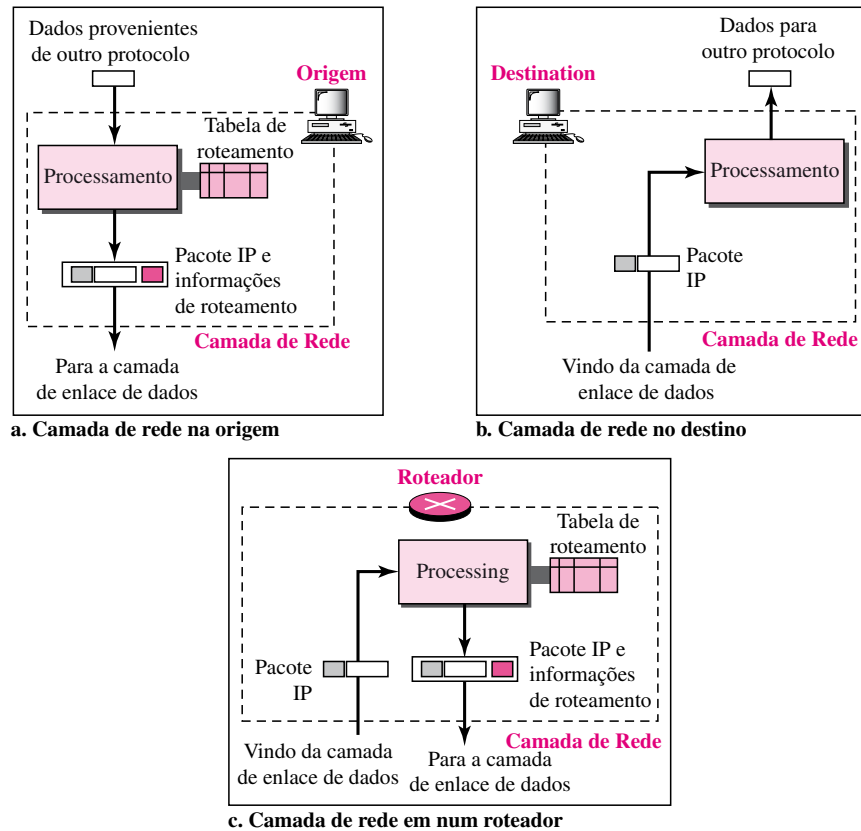 Dados provenientes
de outro protocolo
Origem
Tabela de
roteamento
Processamento
Pacote IP e
informações
de roteamento
Camada de Rede
Para a camada
de enlace de dados
a. Camada de rede na origem
Dados para
outro protocolo
Destination
Processamento
Pacote
IP
Camada de Rede
Vindo da camada de
enlace de dados
b. Camada de rede no destino
Roteador
Tabela de
roteamento
Processing
Pacote
IP
Pacote IP e
informações
de roteamento
Camada de Rede
Vindo da camada
de enlace de dados
Para a camada
de enlace de dados
c. Camada de rede em num roteador